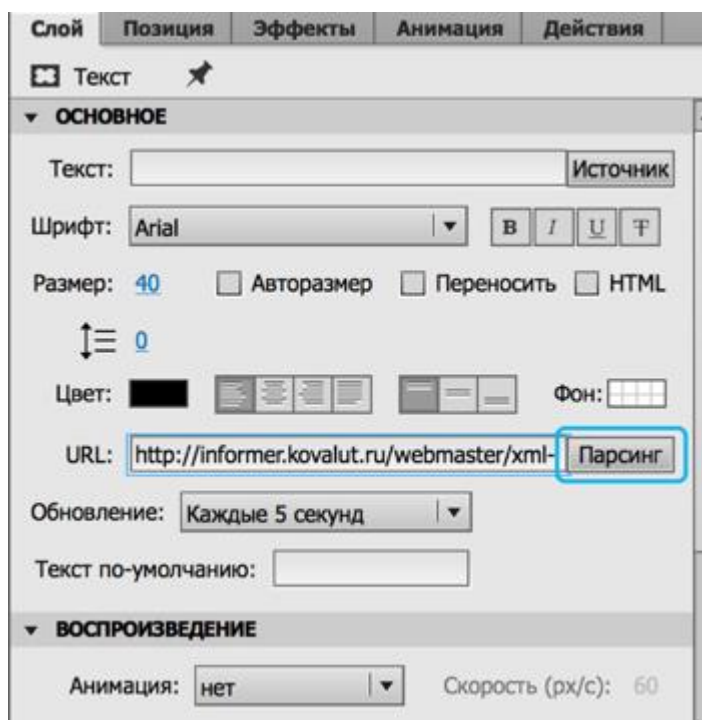 Слой Позиция Эффекты Анимация Действия
Текст
ОСНОВНОЕ
Текст: Источник
Шрифт: Arial B I U T
Размер: 40 Авторазмер Переносить HTML
0
Цвет: Фон:
URL: http://informer.kovalut.ru/webmaster/xml- Парсинг
Обновление: Каждые 5 секунд
Текст по-умолчанию:
ВОСПРОИЗВЕДЕНИЕ
Анимация: нет Скорость (px/с): 60